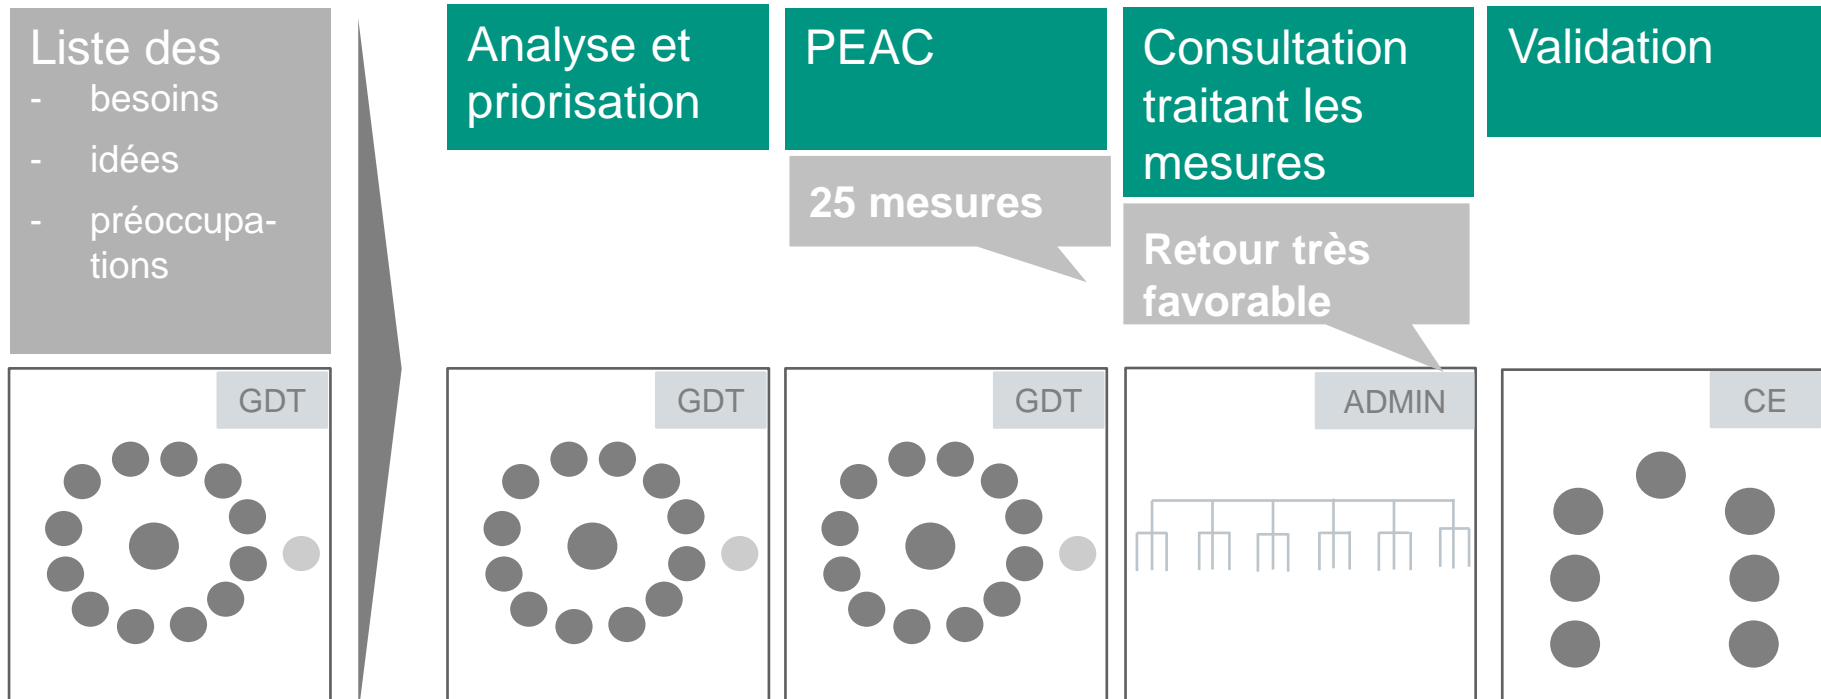 Liste des
- besoins
- idées
- préoccupa-
tions
Analyse et
priorisation
PEAC
25 mesures
Consultation
traitant les
mesures
Retour très
favorable
Validation
GDT
GDT
GDT
ADMIN
CE